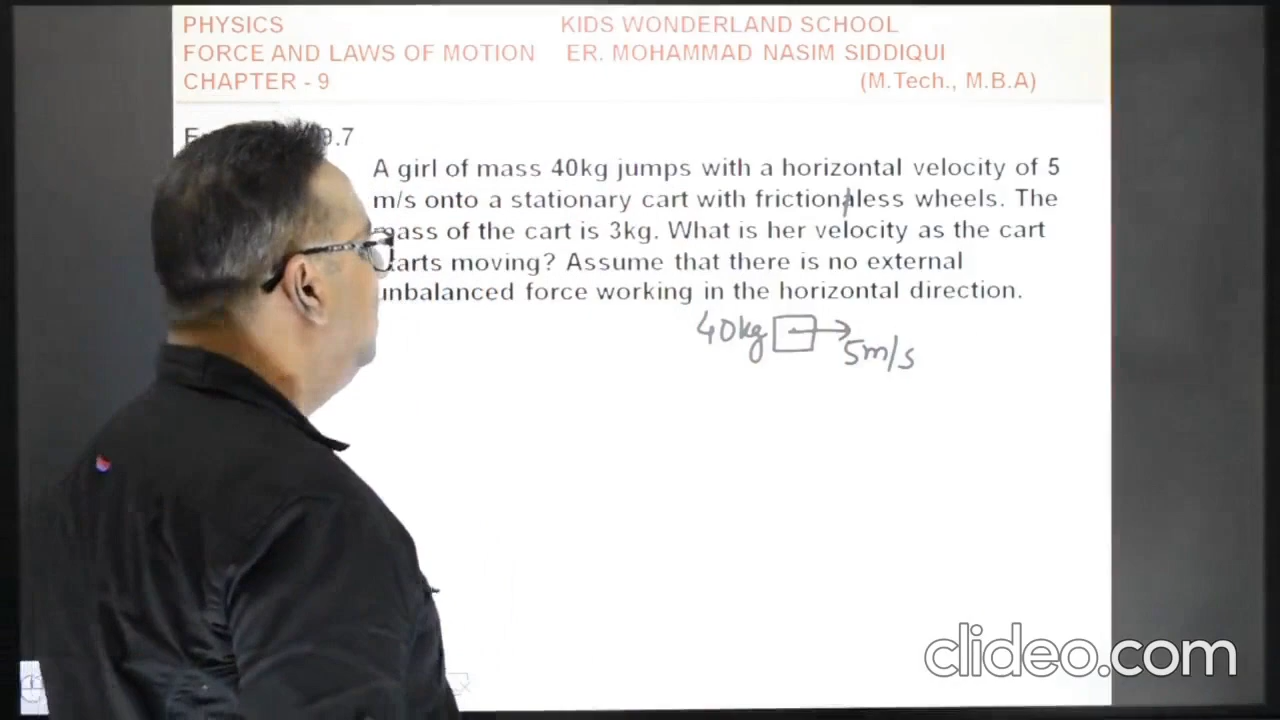 PHYSICS KIDS WONDERLAND SCHOOL
FORCE AND LAWS OF MOTION ER. MOHAMMAD NASIM SIDDIQUI
CHAPTER - 9 (M.Tech., M.B.A)
9.7
A girl of mass 40kg jumps with a horizontal velocity of 5
m/s onto a stationary cart with frictionaless wheels. The
mass of the cart is 3kg. What is her velocity as the cart
starts moving? Assume that there is no external
unbalanced force working in the horizontal direction.
40kg
5m/s
clideo.com